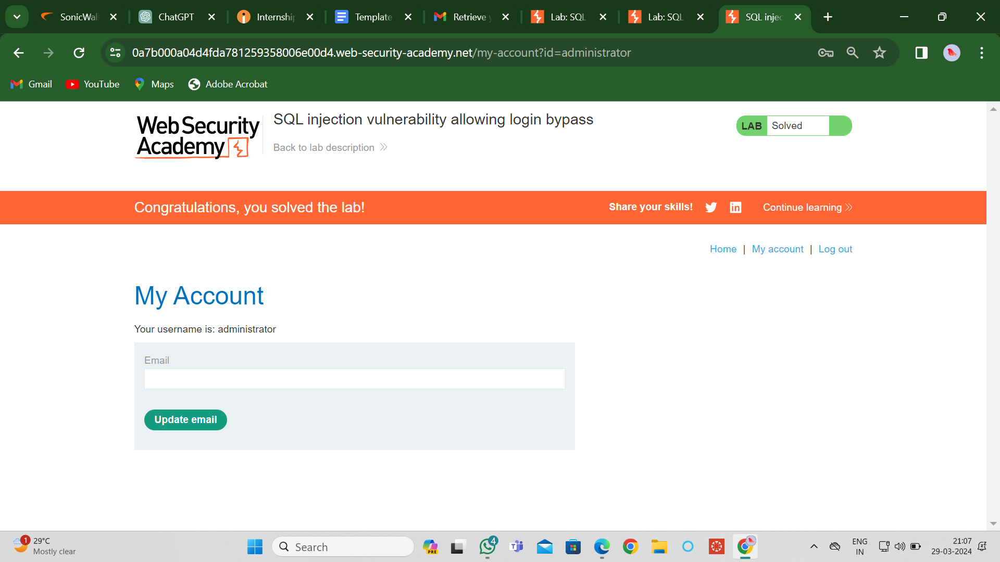 SonicWall
ChatGPT
Internship
Template
Retrieve y
Lab: SQL
Lab: SQL
SQL injec
0a7b000a04d4fda781259358006e00d4.web-security-academy.net/my-account?id=administrator
Gmail
YouTube
Maps
Adobe Acrobat
Web Security
Academy
SQL injection vulnerability allowing login bypass
Back to lab description
LAB
Solved
Congratulations, you solved the lab!
Share your skills!
Continue learning
Home | My account | Log out
My Account
Your username is: administrator
Email
Update email
1
29°C
Mostly clear
Search
PRE
4
ENG
IN
21:07
29-03-2024